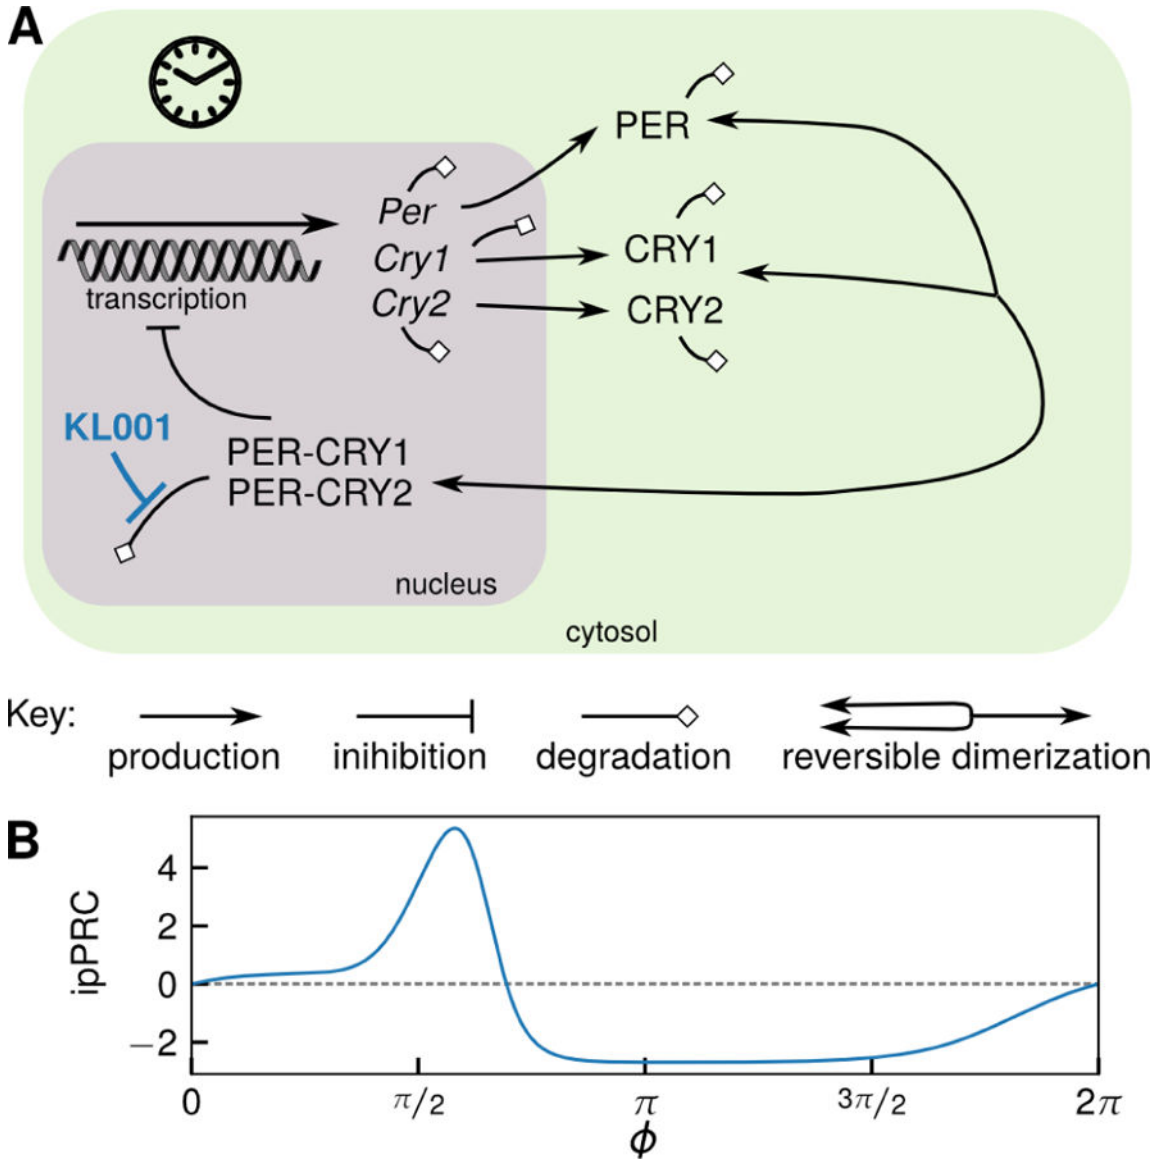 A
PER
Per
Cry1
Cry2
CRY1
CRY2
transcription
KL001
PER-CRY1
PER-CRY2
nucleus
cytosol
Key:
production
inihibition
degradation
reversible dimerization
B
ipPRC
4
2
0
−2
0
π/2
π
3π/2
2π
ϕ